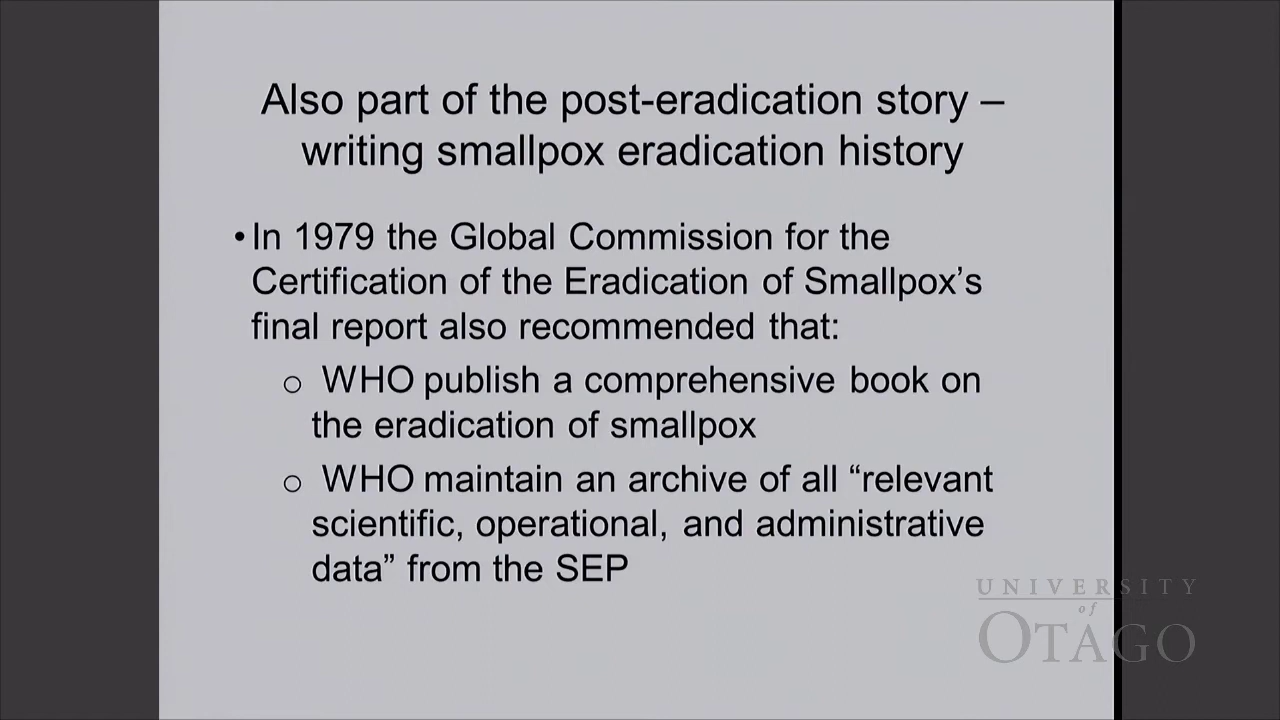 Also part of the post-eradication story –
writing smallpox eradication history
• In 1979 the Global Commission for the
Certification of the Eradication of Smallpox’s
final report also recommended that:
o WHO publish a comprehensive book on
the eradication of smallpox
o WHO maintain an archive of all “relevant
scientific, operational, and administrative
data” from the SEP
UNIVERSITY
of
OTAGO